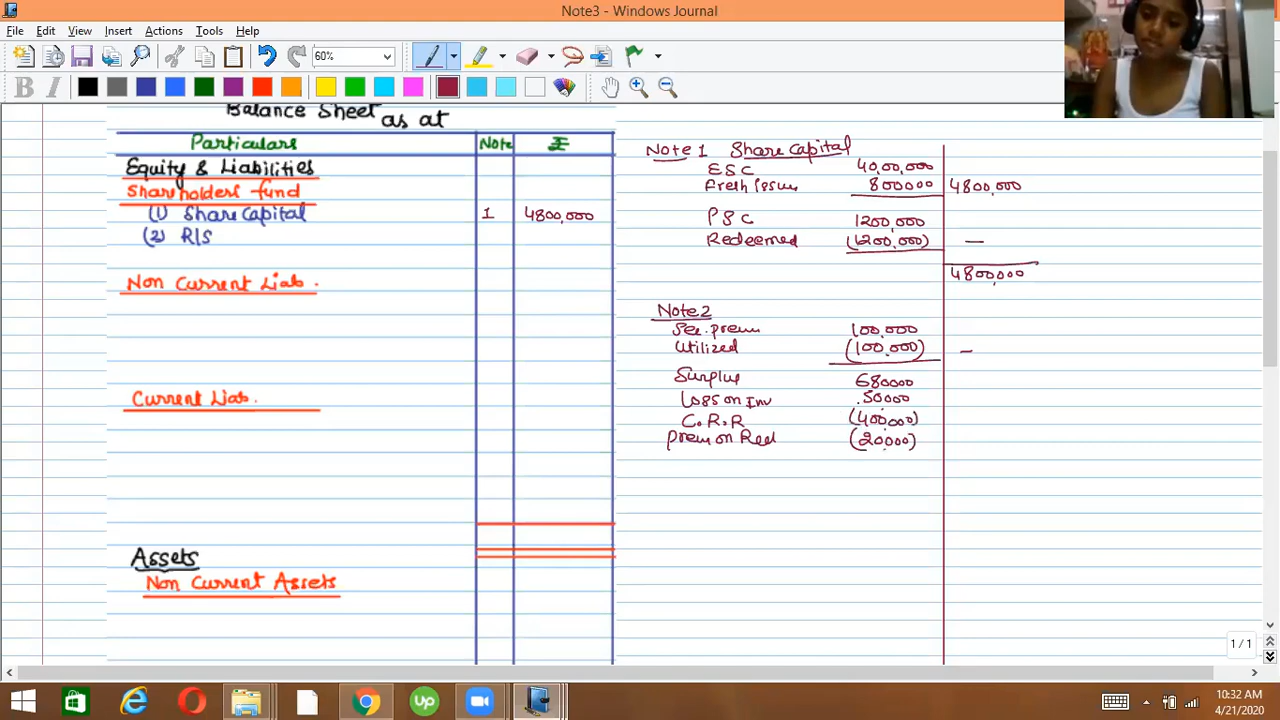 Note3 - Windows Journal
File Edit View Insert Actions Tools Help
60%
Balance Sheet as at
Particulars Note ₹
Equity & Liabilities
Shareholders fund
(1) Share Capital 1 4800,000
(2) R|S
Non Current Liab.
Current Liab.
Assets
Non Current Assets
Note 1 Share Capital
ESC 40,00,000
Fresh issue 800000 4800,000
PSC 1200,000
Redeemed (1200,000) —
4800,000
Note 2
Sec. prem 100,000
Utilized (100,000) —
Surplus 680000
Loss on Inv 50000
C.R.R (400,000)
Prem on Red (20000)
1 / 1
10:32 AM
4/21/2020